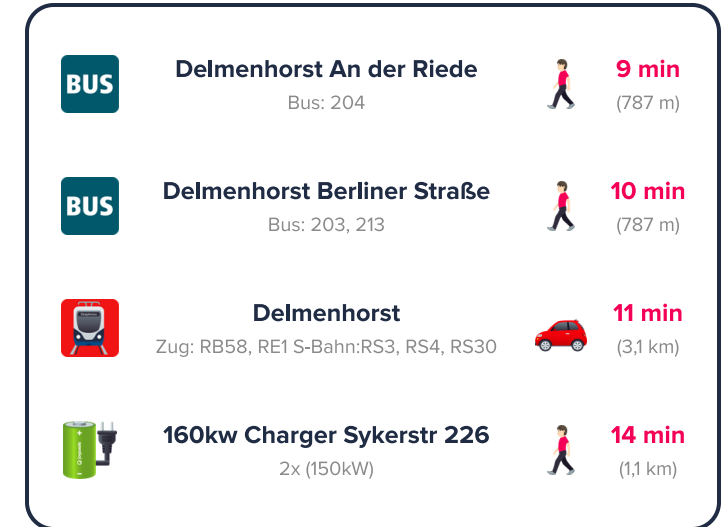 BUS
Delmenhorst An der Riede
Bus: 204
9 min
(787 m)
BUS
Delmenhorst Berliner Straße
Bus: 203, 213
10 min
(787 m)
Delmenhorst
Zug: RB58, RE1 S-Bahn:RS3, RS4, RS30
11 min
(3,1 km)
160kw Charger Sykerstr 226
2x (150kW)
14 min
(1,1 km)